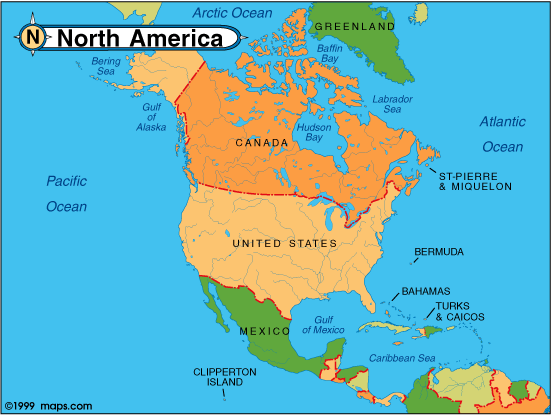 N
North America
Arctic Ocean
GREENLAND
Bering
Sea
Baffin
Bay
Gulf
of
Alaska
Labrador
Sea
Hudson
Bay
CANADA
Atlantic
Ocean
ST-PIERRE
& MIQUELON
Pacific
Ocean
UNITED STATES
BERMUDA
BAHAMAS
TURKS
& CAICOS
Gulf
of Mexico
MEXICO
Caribbean Sea
CLIPPERTON
ISLAND
©1999 maps.com